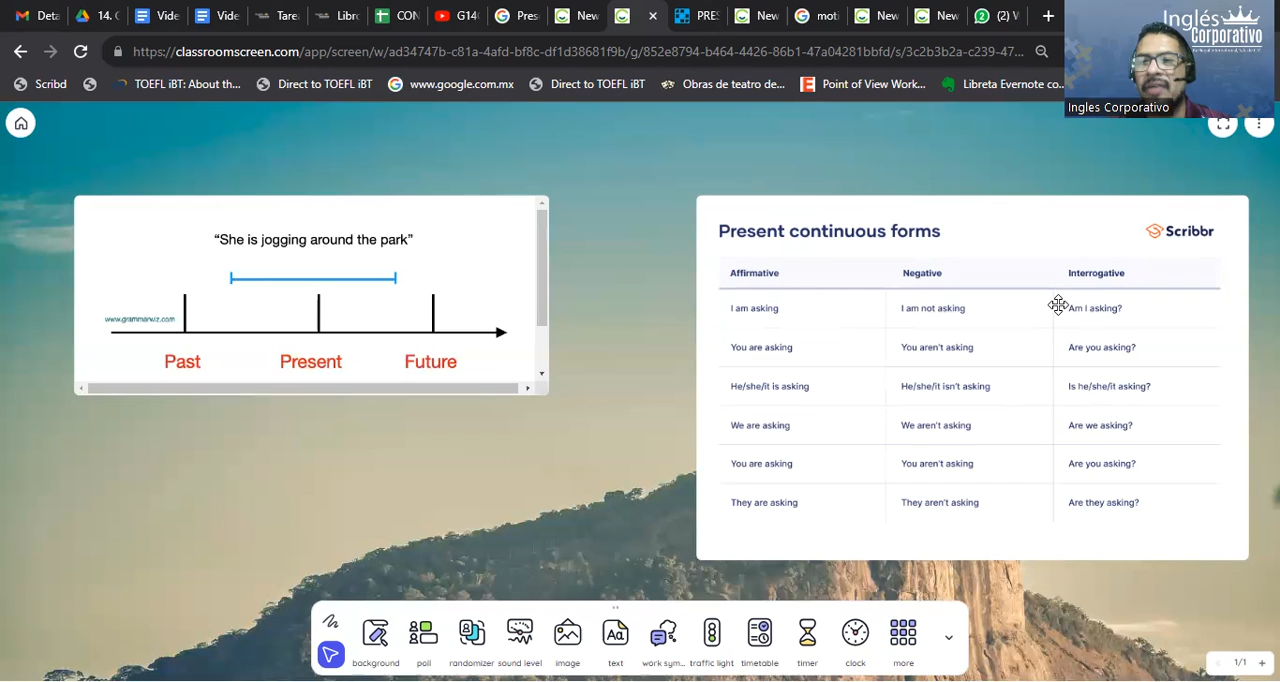 Deta
14. (
Vide
Vide
Tare
Libre
CON
G14(
Pres
New
×
PRES
New
moti
New
New
(2) W
+
https://classroomscreen.com/app/screen/w/ad34747b-c81a-4afd-bf8c-df1d38681f9b/g/852e8794-b464-4426-86b1-47a04281bbfd/s/3c2b3b2a-c239-47...
Scribd
TOEFL iBT: About th...
Direct to TOEFL iBT
www.google.com.mx
Direct to TOEFL iBT
Obras de teatro de...
Point of View Work...
Libreta Evernote co...
Inglés
Corporativo
Ingles Corporativo
“She is jogging around the park”
www.grammarwiz.com
Past Present Future
Present continuous forms
Scribbr
Affirmative Negative Interrogative
I am asking I am not asking Am I asking?
You are asking You aren't asking Are you asking?
He/she/it is asking He/she/it isn't asking Is he/she/it asking?
We are asking We aren't asking Are we asking?
You are asking You aren't asking Are you asking?
They are asking They aren't asking Are they asking?
Aa
background poll randomizer sound level image text work sym... traffic light timetable timer clock more
1/1 +